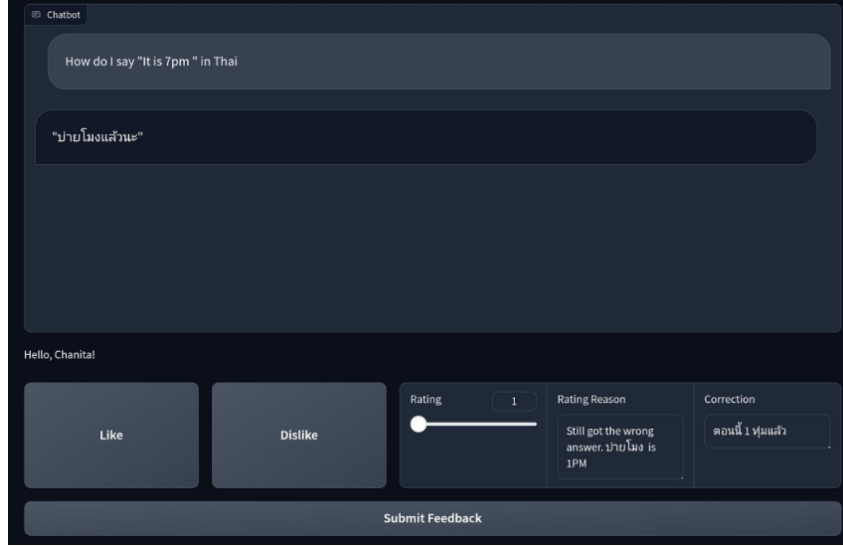 Chatbot
How do I say "It is 7pm " in Thai
"บ่ายโมงแล้วนะ"
Hello, Chanita!
Like
Dislike
Rating
1
Rating Reason
Still got the wrong
answer. บ่ายโมง is
1PM
Correction
ตอนนี้ 1 ทุ่มแล้ว
Submit Feedback